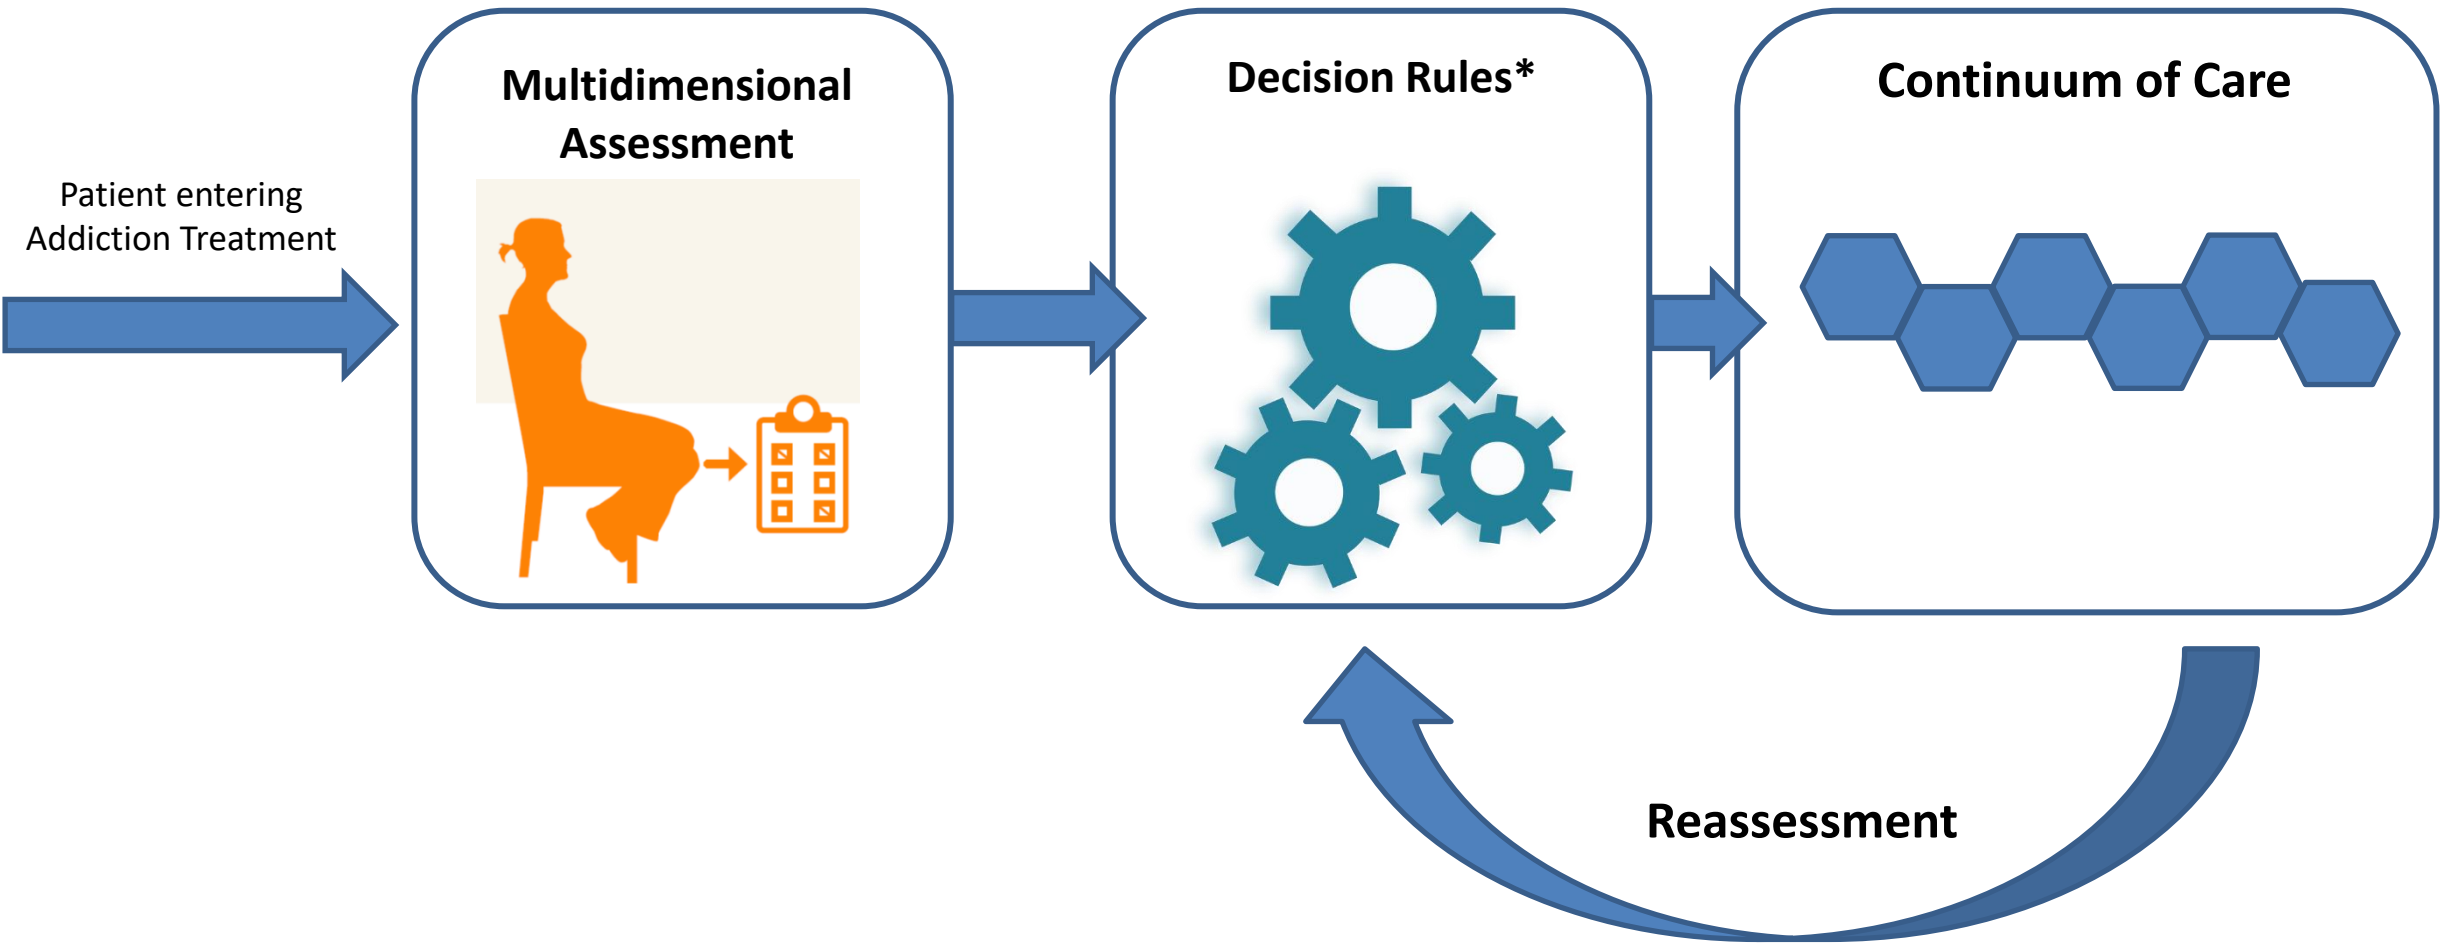 Patient entering
Addiction Treatment
Multidimensional
Assessment
Decision Rules*
Continuum of Care
Reassessment